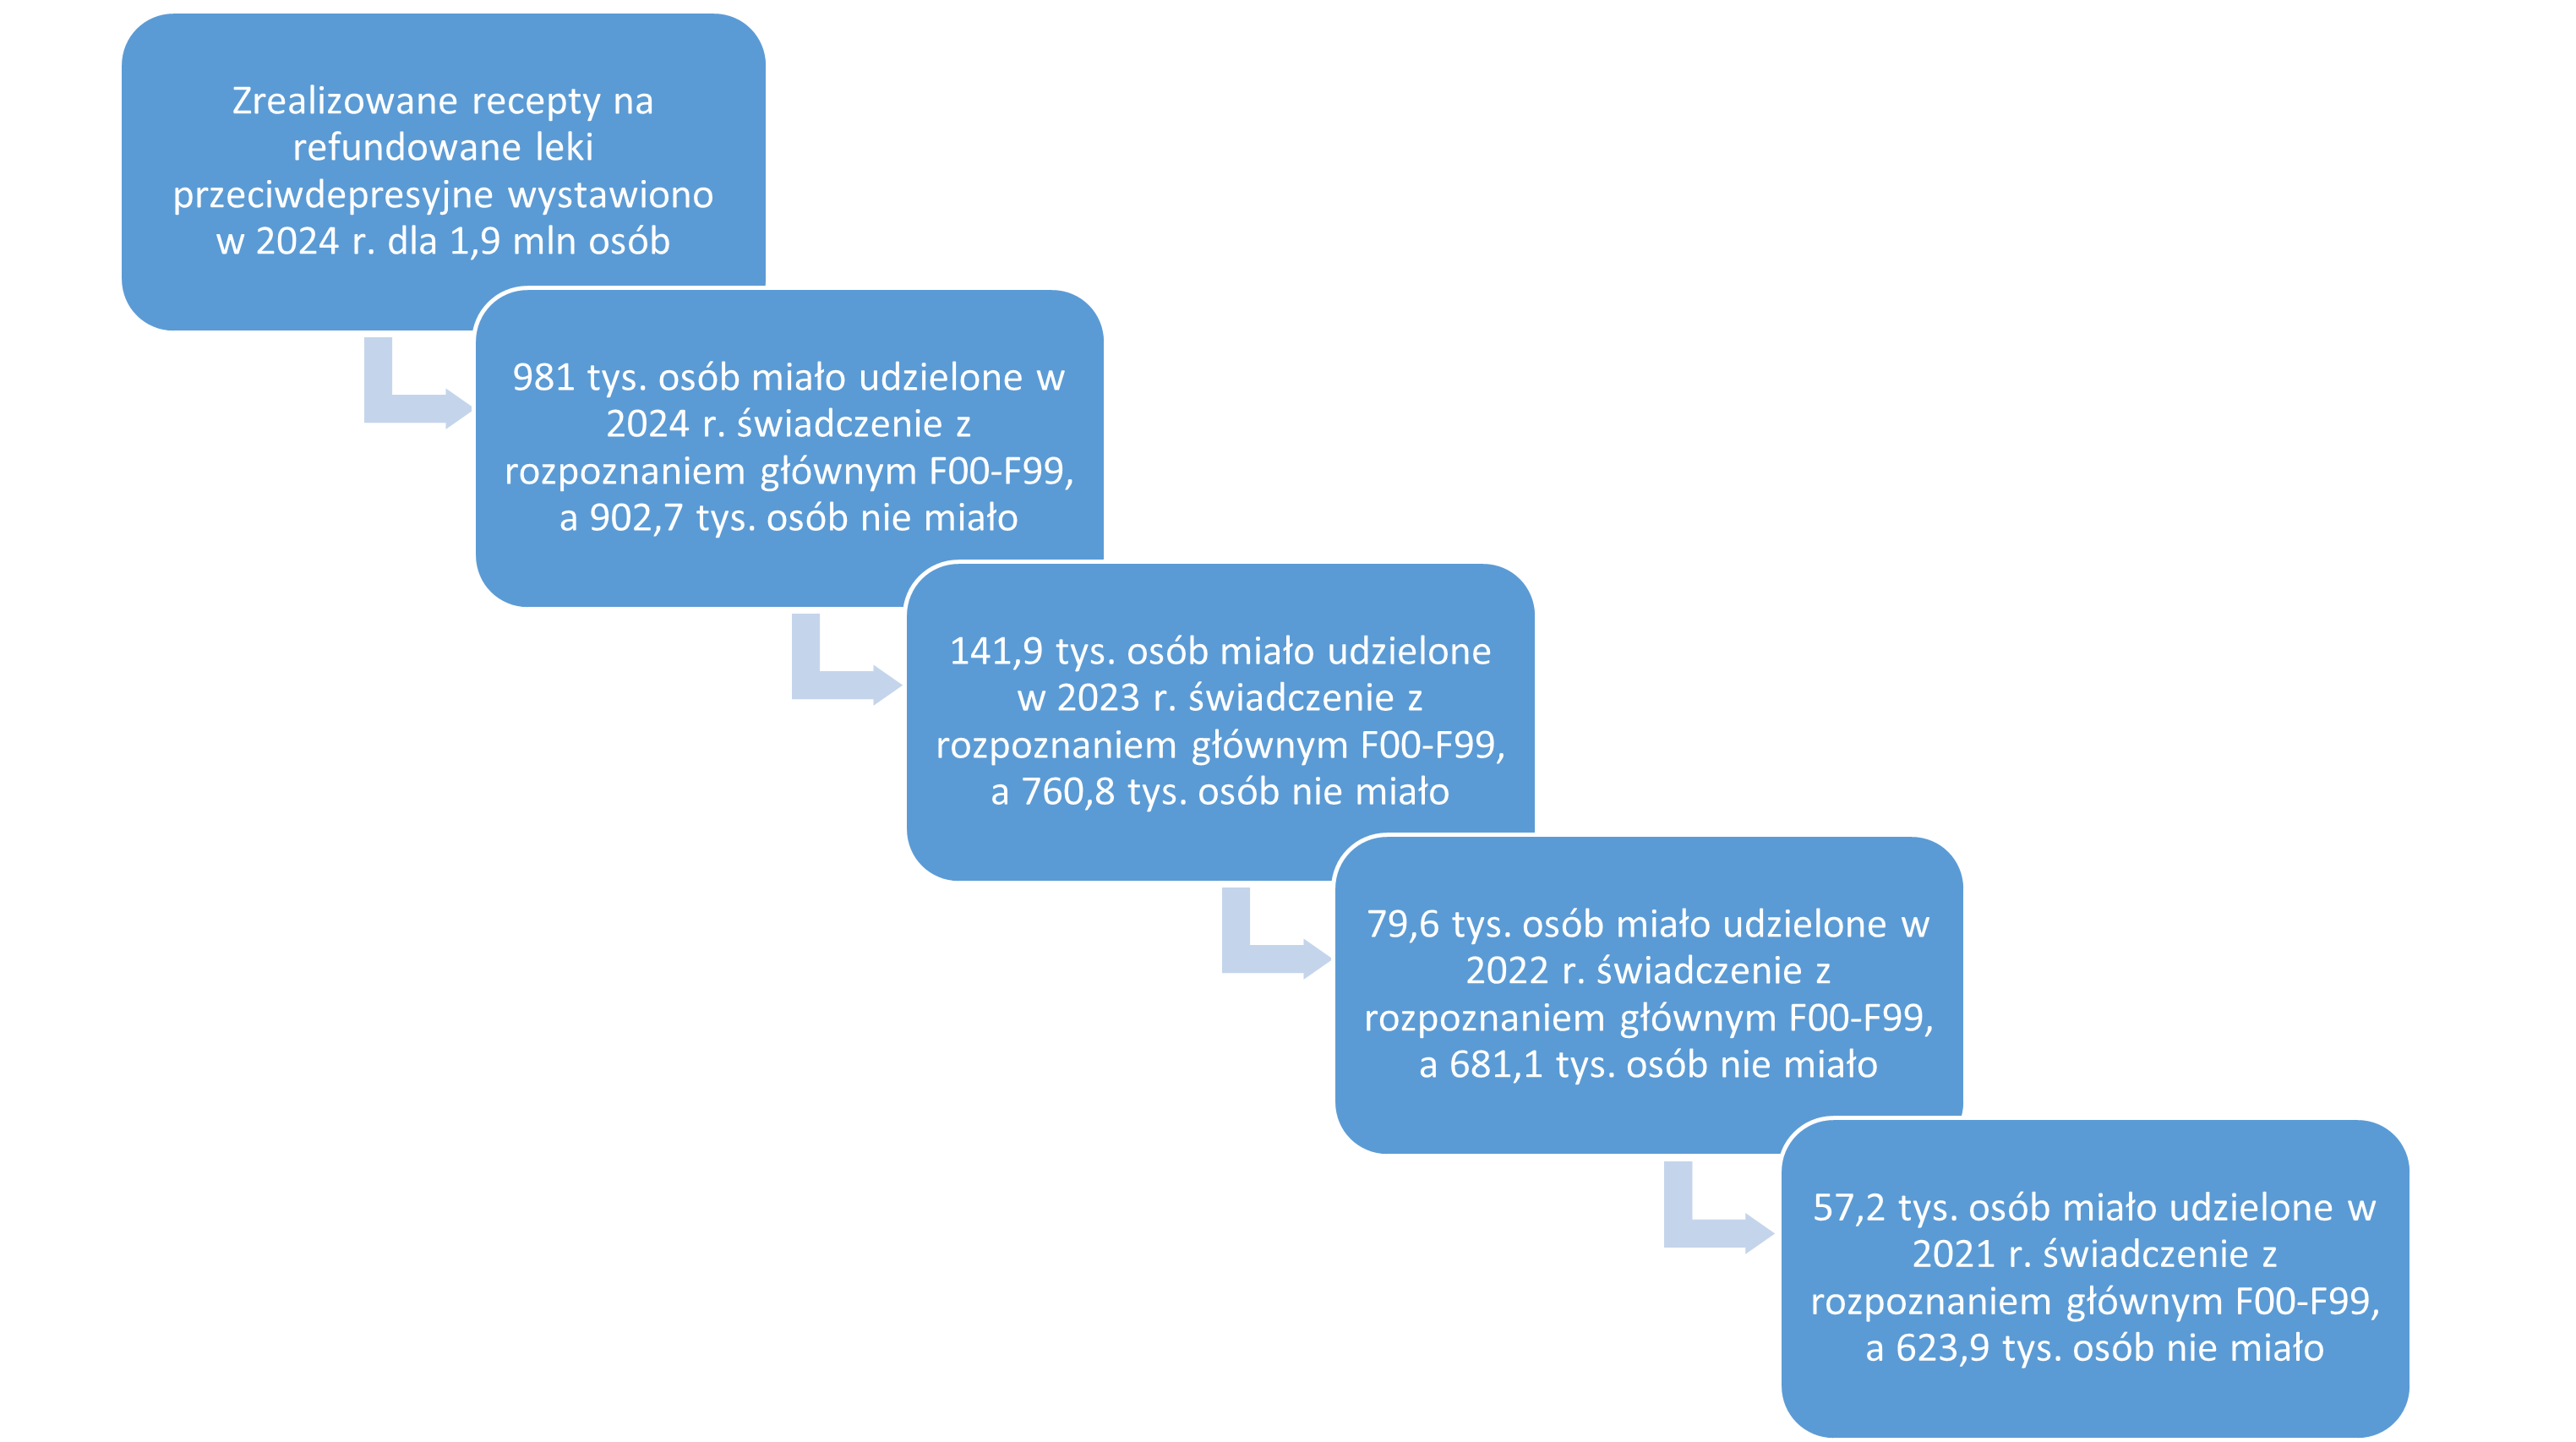 Zrealizowane recepty na
refundowane leki
przeciwdepresyjne wystawiono
w 2024 r. dla 1,9 mln osób
981 tys. osób miało udzielone w
2024 r. świadczenie z
rozpoznaniem głównym F00-F99,
a 902,7 tys. osób nie miało
141,9 tys. osób miało udzielone
w 2023 r. świadczenie z
rozpoznaniem głównym F00-F99,
a 760,8 tys. osób nie miało
79,6 tys. osób miało udzielone w
2022 r. świadczenie z
rozpoznaniem głównym F00-F99,
a 681,1 tys. osób nie miało
57,2 tys. osób miało udzielone w
2021 r. świadczenie z
rozpoznaniem głównym F00-F99,
a 623,9 tys. osób nie miało